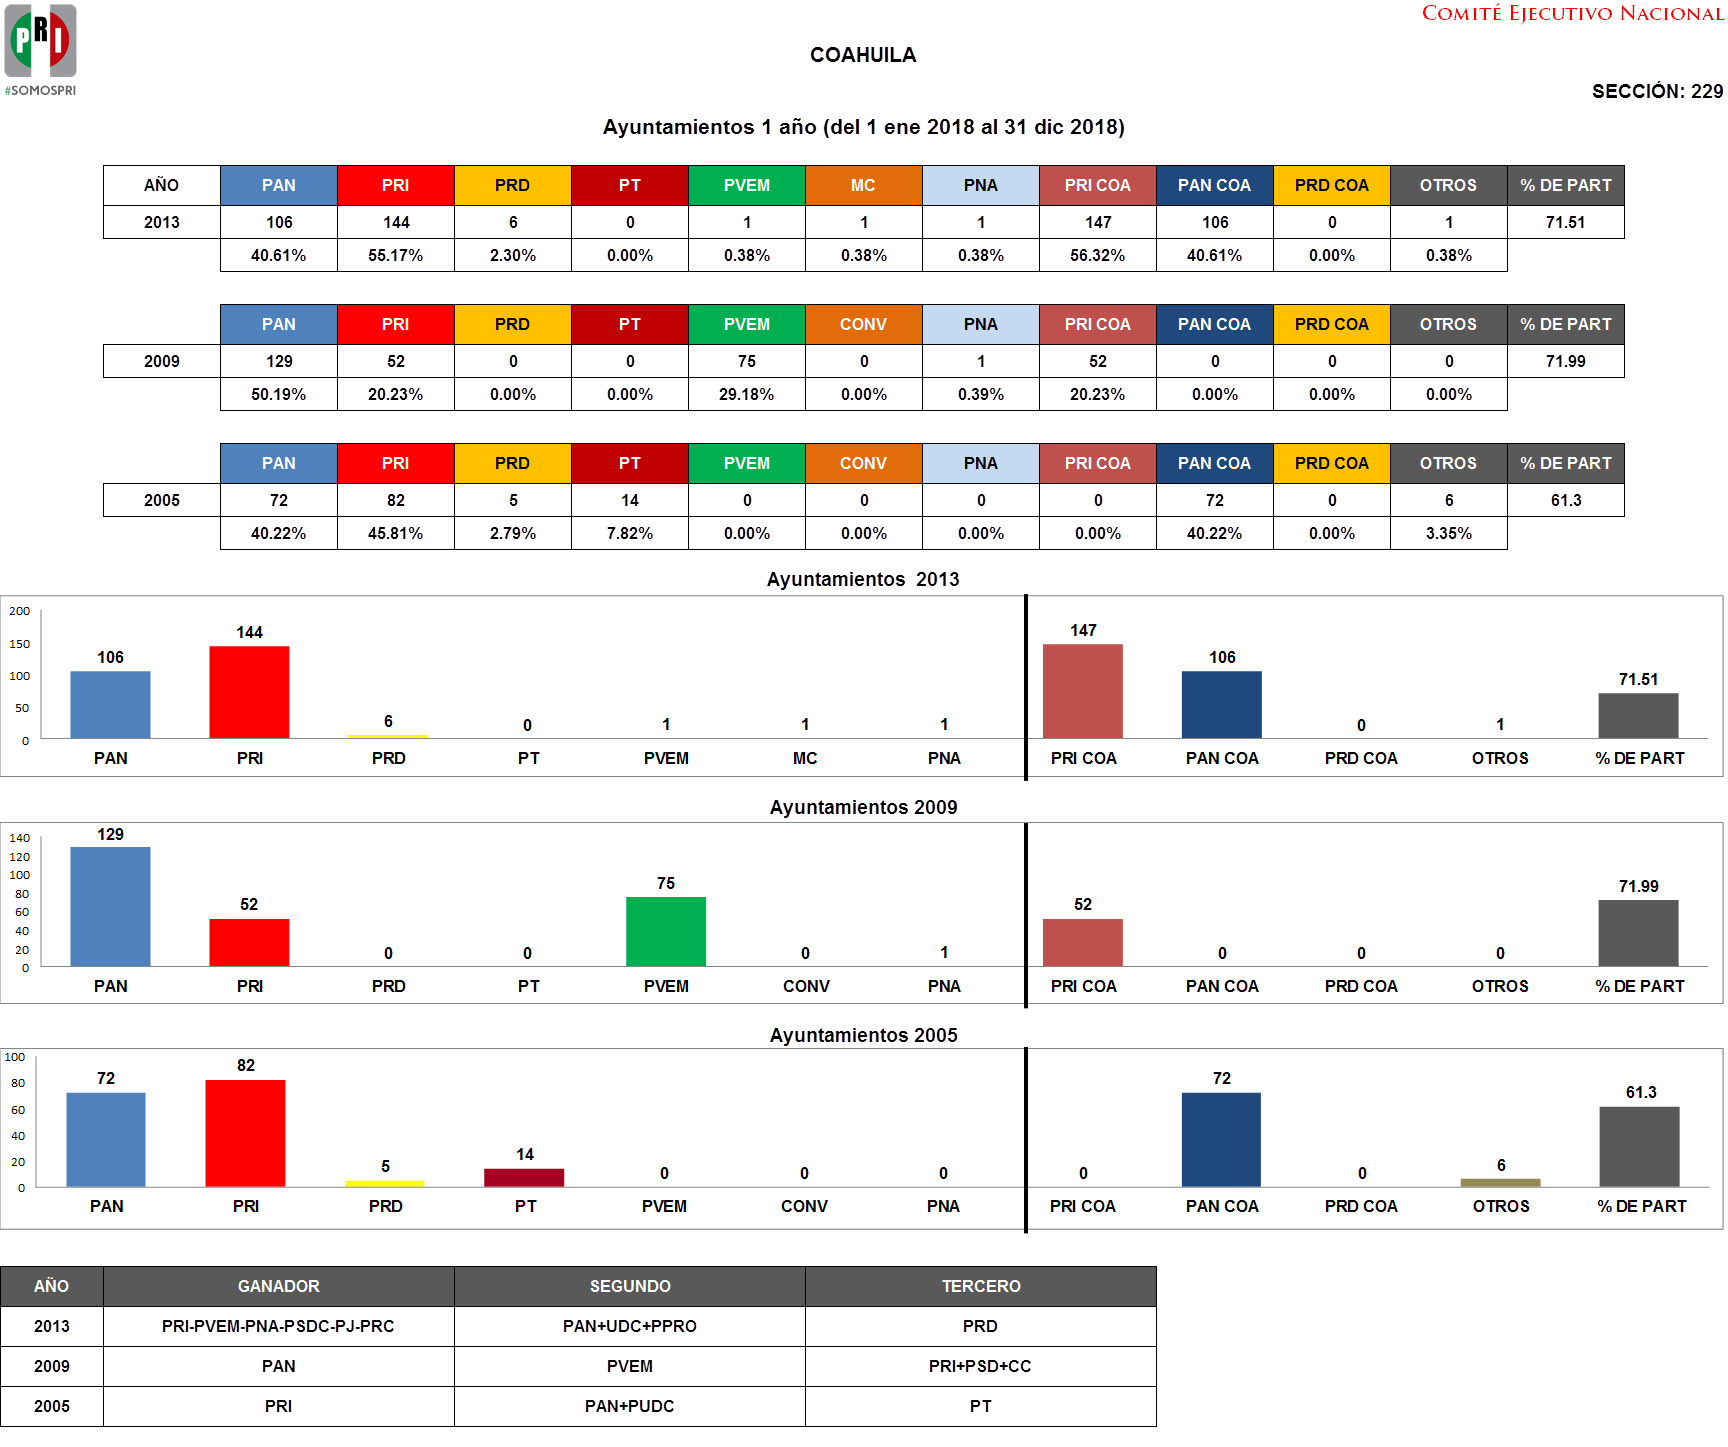 COMITÉ EJECUTIVO NACIONAL
PRI
#SOMOSPRI
COAHUILA
SECCIÓN: 229
Ayuntamientos 1 año (del 1 ene 2018 al 31 dic 2018)
AÑO PAN PRI PRD PT PVEM MC PNA PRI COA PAN COA PRD COA OTROS % DE PART
2013 106 144 6 0 1 1 1 147 106 0 1 71.51
40.61% 55.17% 2.30% 0.00% 0.38% 0.38% 0.38% 56.32% 40.61% 0.00% 0.38%
PAN PRI PRD PT PVEM CONV PNA PRI COA PAN COA PRD COA OTROS % DE PART
2009 129 52 0 0 75 0 1 52 0 0 0 71.99
50.19% 20.23% 0.00% 0.00% 29.18% 0.00% 0.39% 20.23% 0.00% 0.00% 0.00%
PAN PRI PRD PT PVEM CONV PNA PRI COA PAN COA PRD COA OTROS % DE PART
2005 72 82 5 14 0 0 0 0 72 0 6 61.3
40.22% 45.81% 2.79% 7.82% 0.00% 0.00% 0.00% 0.00% 40.22% 0.00% 3.35%
Ayuntamientos 2013
200
150
100
50
0
106 144 6 0 1 1 1 147 106 0 1 71.51
PAN PRI PRD PT PVEM MC PNA PRI COA PAN COA PRD COA OTROS % DE PART
Ayuntamientos 2009
140
120
100
80
60
40
20
0
129 52 0 0 75 0 1 52 0 0 0 71.99
PAN PRI PRD PT PVEM CONV PNA PRI COA PAN COA PRD COA OTROS % DE PART
Ayuntamientos 2005
100
80
60
40
20
0
72 82 5 14 0 0 0 0 72 0 6 61.3
PAN PRI PRD PT PVEM CONV PNA PRI COA PAN COA PRD COA OTROS % DE PART
AÑO GANADOR SEGUNDO TERCERO
2013 PRI-PVEM-PNA-PSDC-PJ-PRC PAN+UDC+PPRO PRD
2009 PAN PVEM PRI+PSD+CC
2005 PRI PAN+PUDC PT